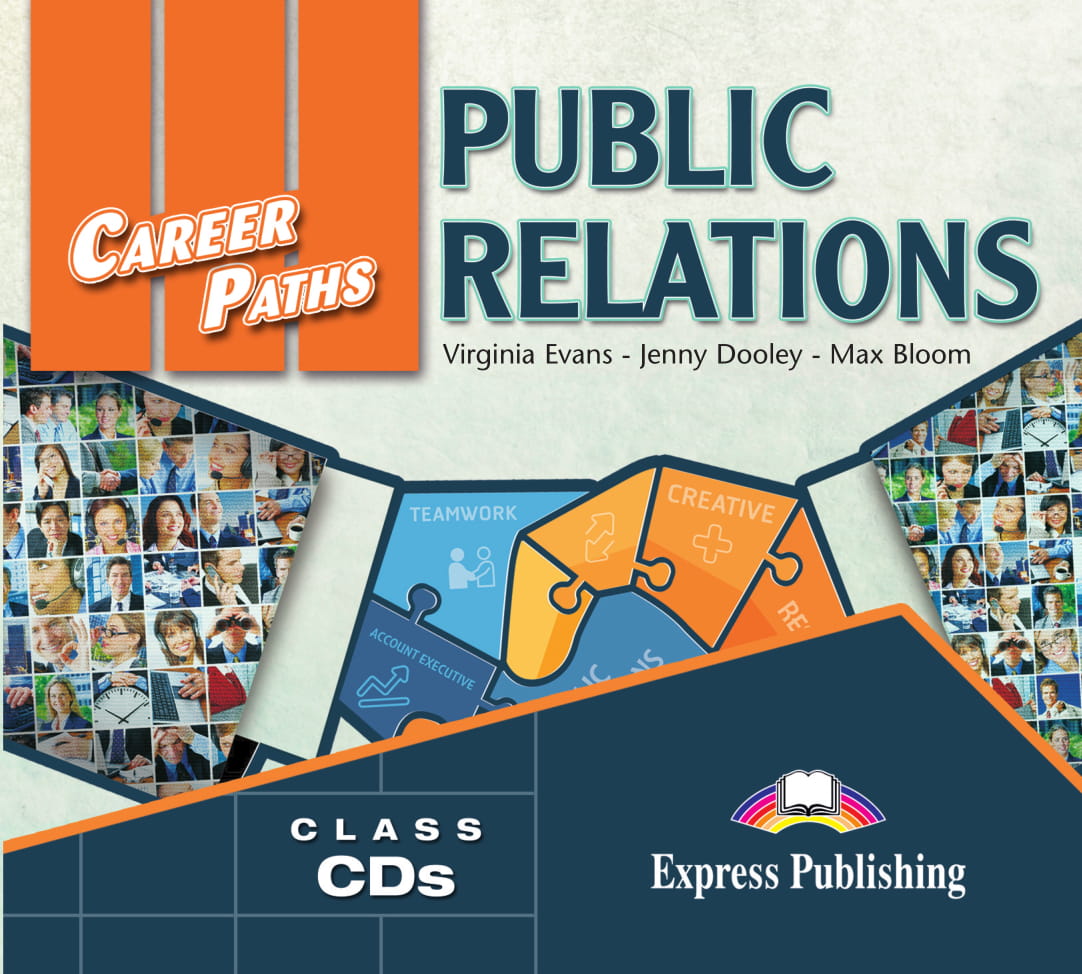 CAREER
PATHS
PUBLIC
RELATIONS
Virginia Evans - Jenny Dooley - Max Bloom
TEAMWORK
CREATIVE
ACCOUNT EXECUTIVE
CLASS
CDs
Express Publishing